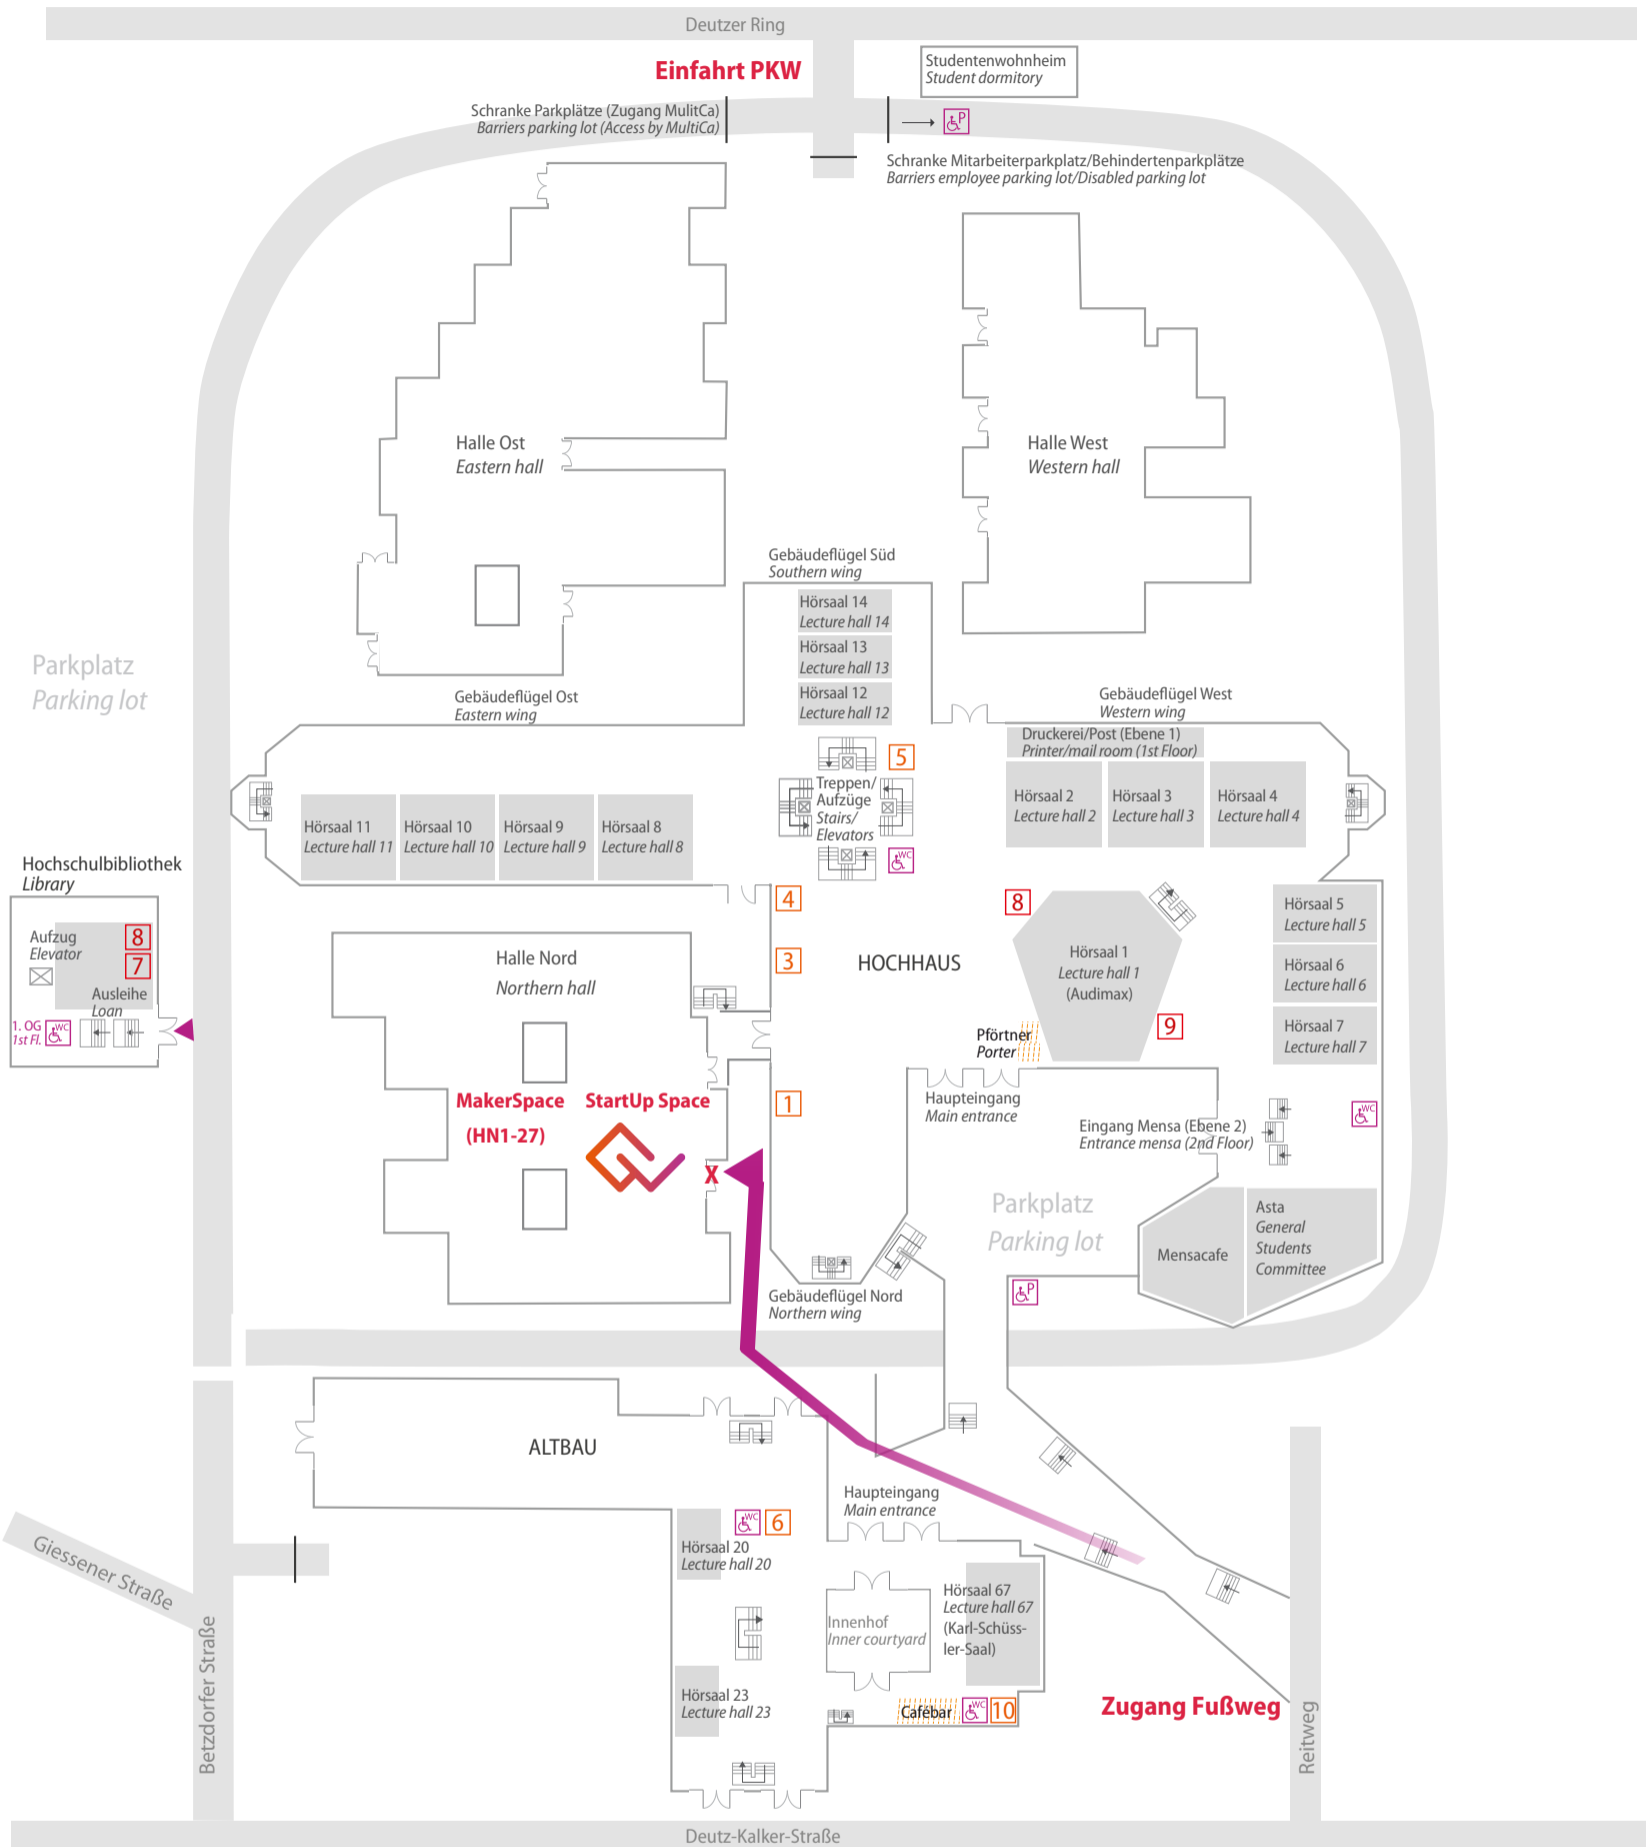 Deutzer Ring
Einfahrt PKW
Studentenwohnheim
Student dormitory
Schranke Parkplätze (Zugang MulitCa)
Barriers parking lot (Access by MultiCa)
P
Schranke Mitarbeiterparkplatz/Behindertenparkplätze
Barriers employee parking lot/Disabled parking lot
Halle Ost
Eastern hall
Halle West
Western hall
Gebäudeflügel Süd
Southern wing
Hörsaal 14
Lecture hall 14
Hörsaal 13
Lecture hall 13
Hörsaal 12
Lecture hall 12
Parkplatz
Parking lot
Gebäudeflügel Ost
Eastern wing
Gebäudeflügel West
Western wing
Druckerei/Post (Ebene 1)
Printer/mail room (1st Floor)
5
Treppen/
Aufzüge
Stairs/
Elevators
WC
Hörsaal 11
Lecture hall 11
Hörsaal 10
Lecture hall 10
Hörsaal 9
Lecture hall 9
Hörsaal 8
Lecture hall 8
Hörsaal 2
Lecture hall 2
Hörsaal 3
Lecture hall 3
Hörsaal 4
Lecture hall 4
Hochschulbibliothek
Library
Aufzug
Elevator
8
7
Ausleihe
Loan
1. OG
1st Fl.
WC
4
3
1
Halle Nord
Northern hall
HOCHHAUS
8
Hörsaal 1
Lecture hall 1
(Audimax)
9
Pförtner
Porter
Hörsaal 5
Lecture hall 5
Hörsaal 6
Lecture hall 6
Hörsaal 7
Lecture hall 7
MakerSpace
(HN1-27)
StartUp Space
X
Haupteingang
Main entrance
Eingang Mensa (Ebene 2)
Entrance mensa (2nd Floor)
WC
Parkplatz
Parking lot
Mensacafe
Asta
General
Students
Committee
P
Gebäudeflügel Nord
Northern wing
ALTBAU
Haupteingang
Main entrance
WC
6
Hörsaal 20
Lecture hall 20
Innenhof
Inner courtyard
Hörsaal 67
Lecture hall 67
(Karl-Schüss-
ler-Saal)
Hörsaal 23
Lecture hall 23
Cafébar
WC
10
Zugang Fußweg
Giessener Straße
Betzdorfer Straße
Reitweg
Deutz-Kalker-Straße